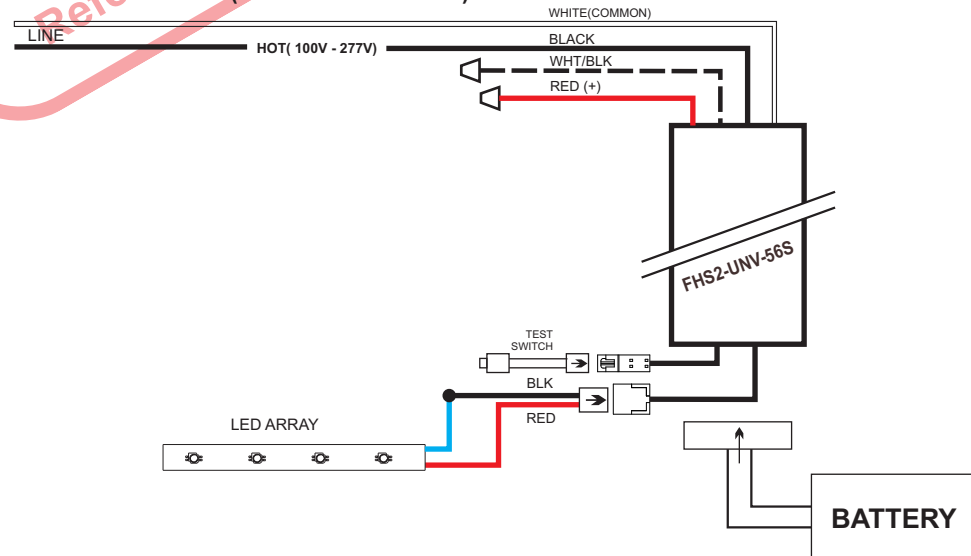 WHITE(COMMON)
LINE
HOT( 100V - 277V)
BLACK
WHT/BLK
RED (+)
FHS2-UNV-56S
TEST
SWITCH
BLK
RED
LED ARRAY
BATTERY